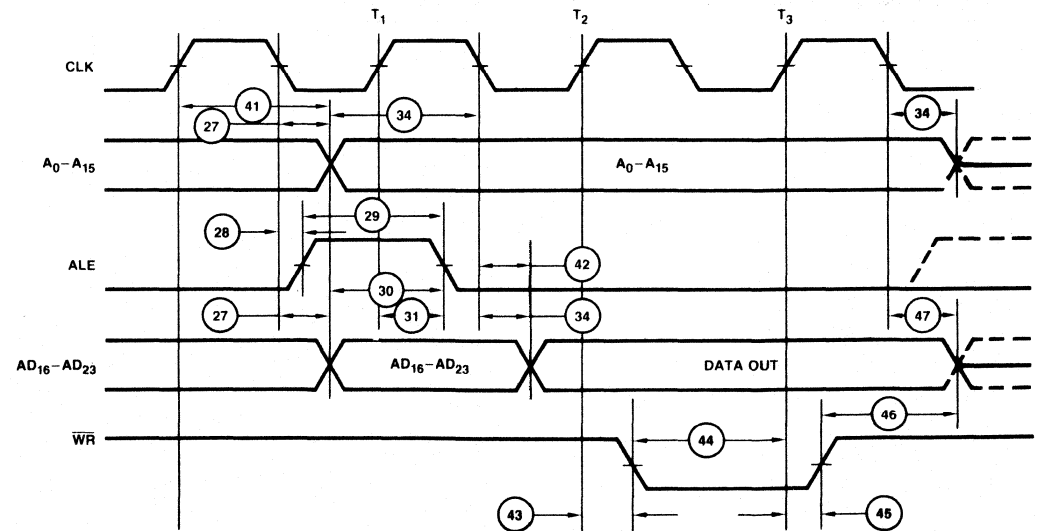 T₁ T₂ T₃
CLK
41
27 34 34
A₀–A₁₅ A₀–A₁₅
29
28
ALE 42
30
27 31 34 47
AD₁₆–AD₂₃ AD₁₆–AD₂₃ DATA OUT
46
W̅R̅ 44
43 45